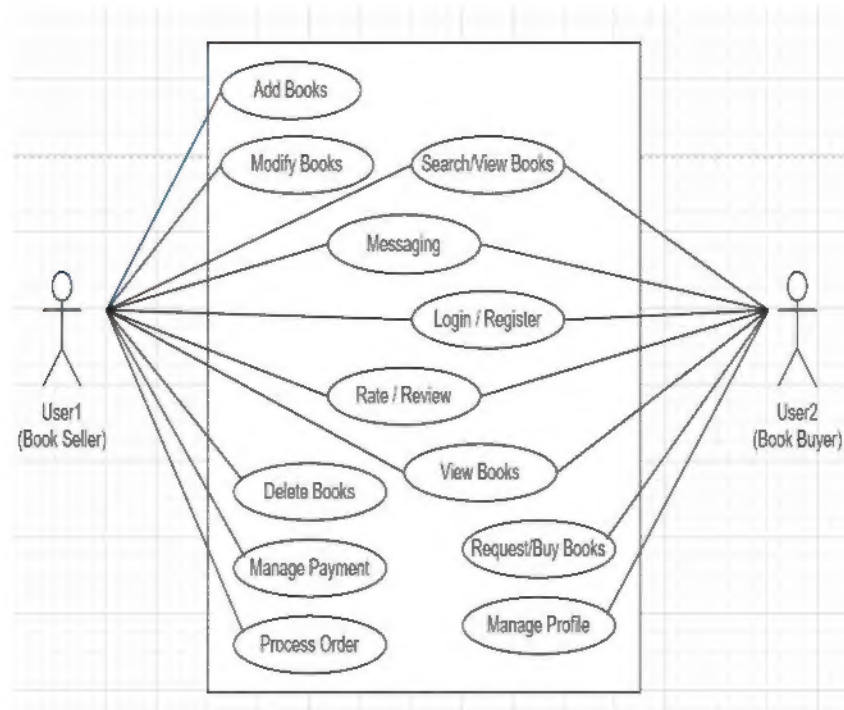 Add Books
Modify Books
Search/View Books
Messaging
Login / Register
Rate / Review
View Books
Delete Books
Request/Buy Books
Manage Payment
Manage Profile
Process Order
User1
(Book Seller)
User2
(Book Buyer)